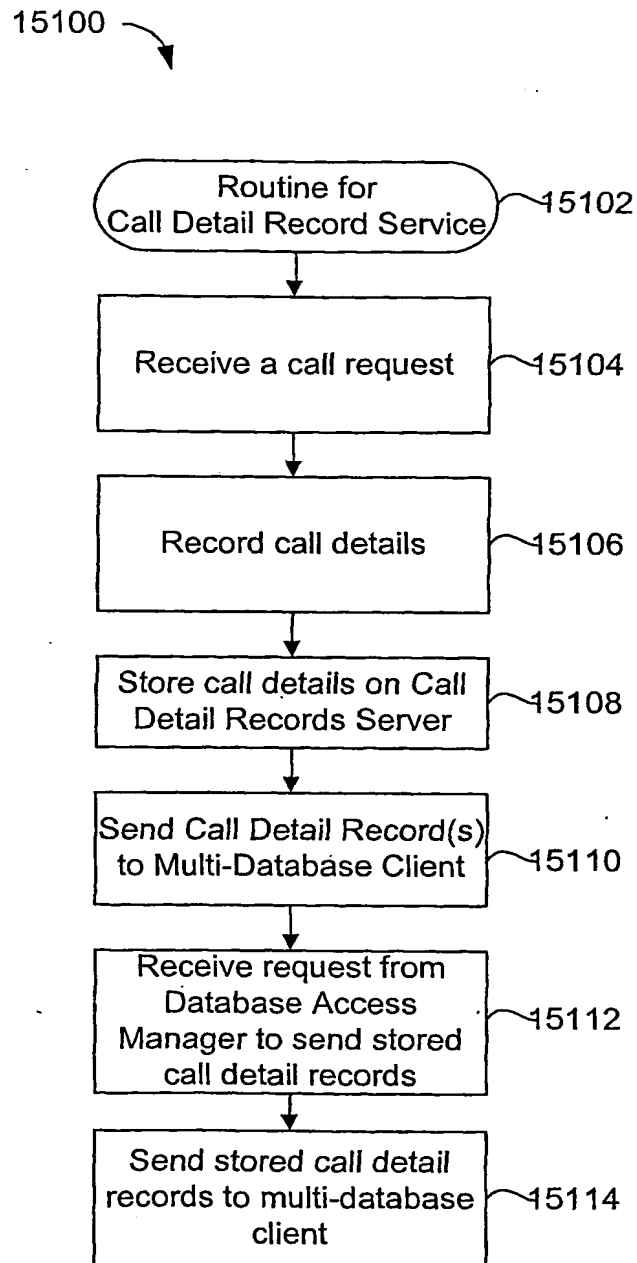 15100
Routine for
Call Detail Record Service
15102
Receive a call request
15104
Record call details
15106
Store call details on Call
Detail Records Server
15108
Send Call Detail Record(s)
to Multi-Database Client
15110
Receive request from
Database Access
Manager to send stored
call detail records
15112
Send stored call detail
records to multi-database
client
15114